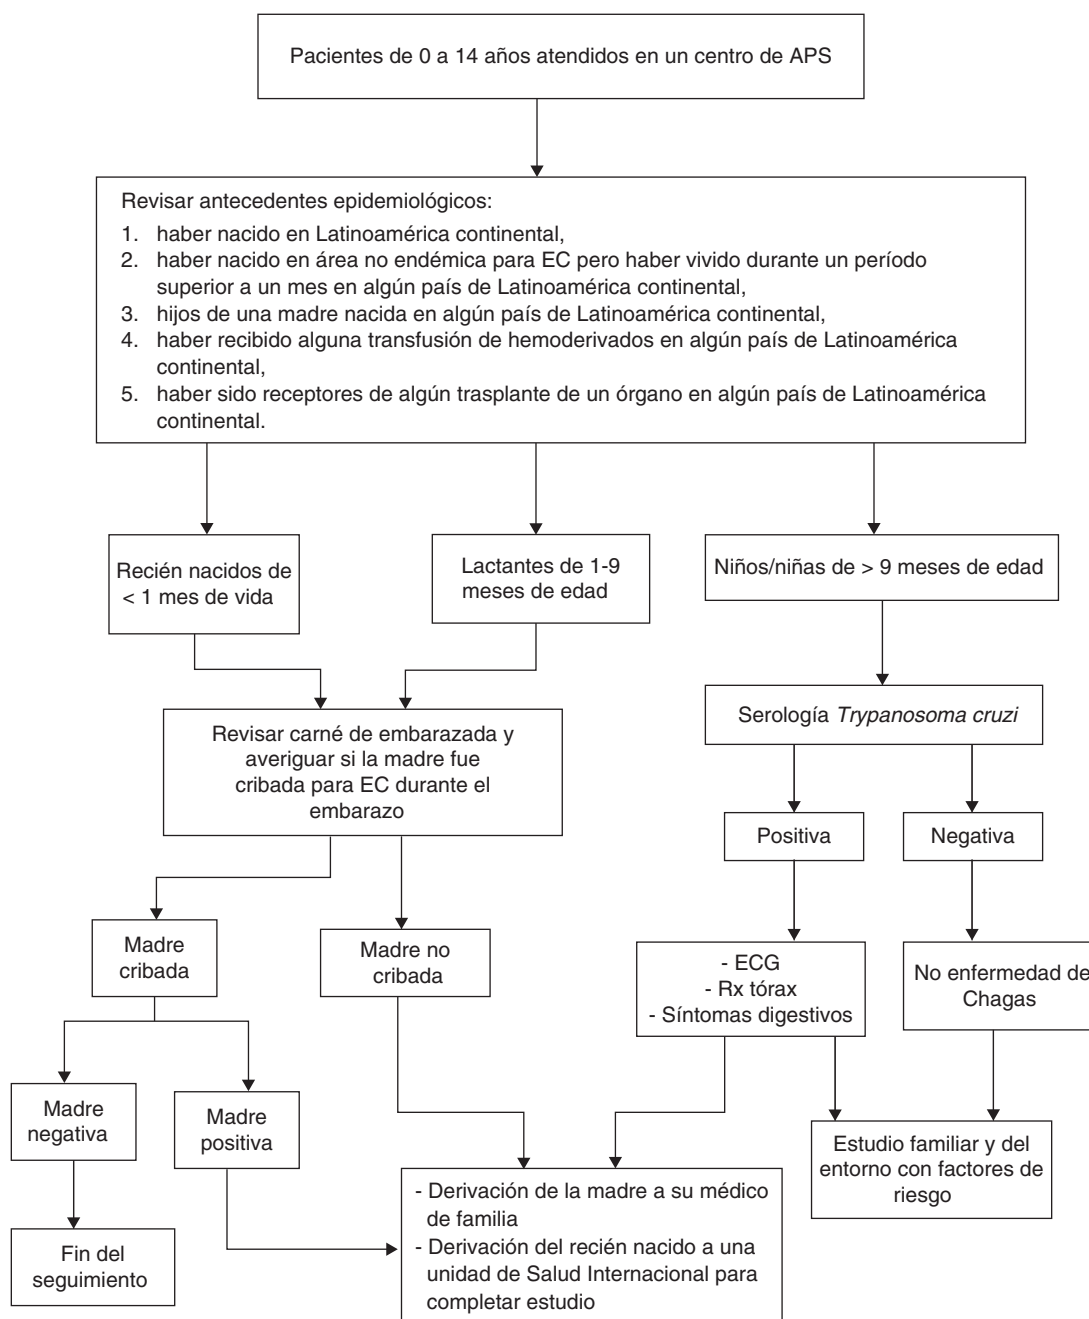 Pacientes de 0 a 14 años atendidos en un centro de APS
Revisar antecedentes epidemiológicos:
1. haber nacido en Latinoamérica continental,
2. haber nacido en área no endémica para EC pero haber vivido durante un período
superior a un mes en algún país de Latinoamérica continental,
3. hijos de una madre nacida en algún país de Latinoamérica continental,
4. haber recibido alguna transfusión de hemoderivados en algún país de Latinoamérica
continental,
5. haber sido receptores de algún trasplante de un órgano en algún país de Latinoamérica
continental.
Recién nacidos de
< 1 mes de vida
Lactantes de 1-9
meses de edad
Niños/niñas de > 9 meses de edad
Revisar carné de embarazada y
averiguar si la madre fue
cribada para EC durante el
embarazo
Serología Trypanosoma cruzi
Positiva
Negativa
Madre
cribada
Madre no
cribada
- ECG
- Rx tórax
- Síntomas digestivos
No enfermedad de
Chagas
Madre
negativa
Madre
positiva
Estudio familiar y del
entorno con factores de
riesgo
- Derivación de la madre a su médico
de familia
- Derivación del recién nacido a una
unidad de Salud Internacional para
completar estudio
Fin del
seguimiento